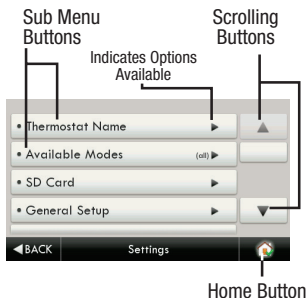 Sub Menu
Buttons
Scrolling
Buttons
Indicates Options
Available
• Thermostat Name
• Available Modes (all)
• SD Card
• General Setup
BACK Settings
Home Button